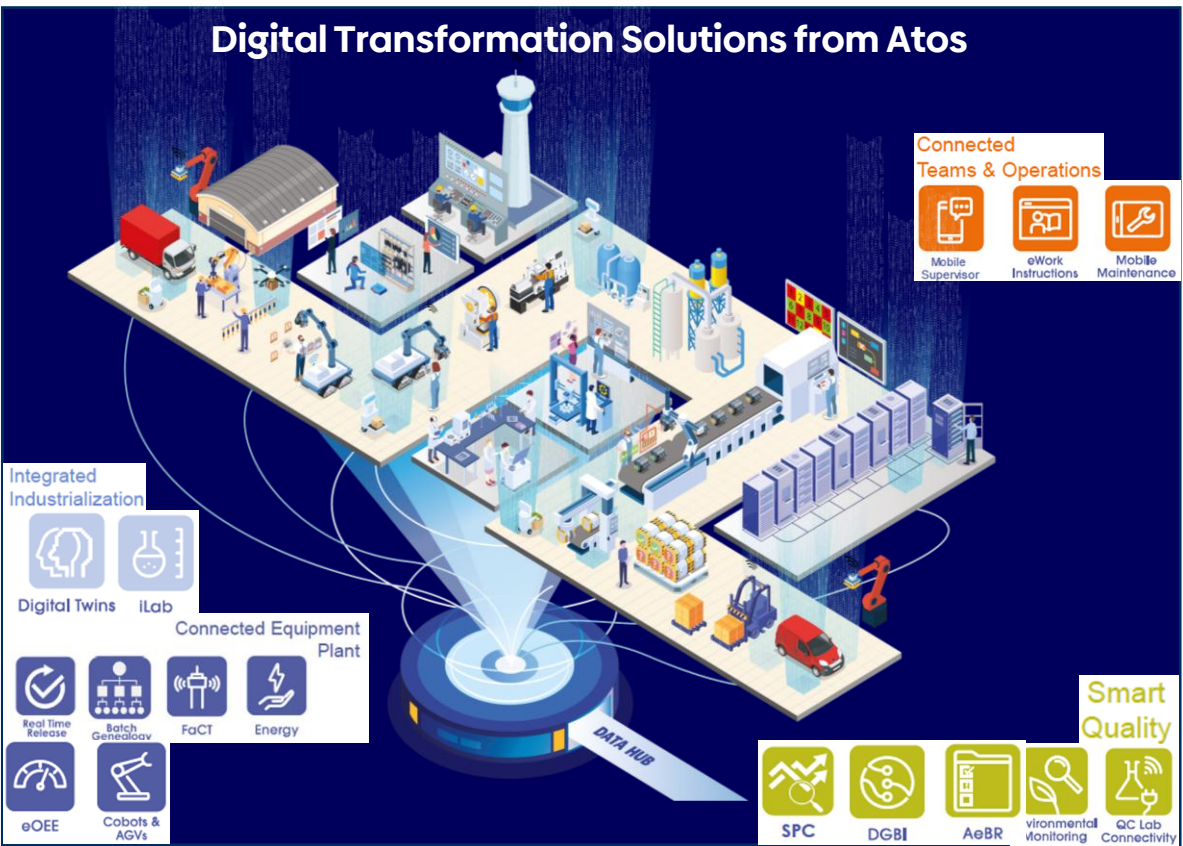 Digital Transformation Solutions from Atos
Connected
Teams & Operations
Mobile
Supervisor
eWork
Instructions
Mobile
Maintenance
Integrated
Industrialization
Digital Twins
iLab
Connected Equipment
Plant
Real Time
Release
Batch
Genealogy
FaCT
Energy
eOEE
Cobots &
AGVs
DATA HUB
Smart
Quality
SPC
DGBI
AeBR
vironmental
Monitoring
QC Lab
Connectivity